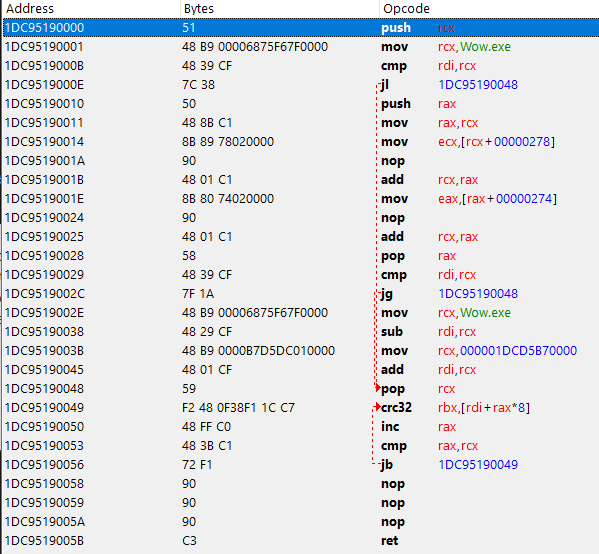 Address Bytes Opcode
1DC95190000 51 push rcx
1DC95190001 48 B9 00006875F67F0000 mov rcx,Wow.exe
1DC9519000B 48 39 CF cmp rdi,rcx
1DC9519000E 7C 38 jl 1DC95190048
1DC95190010 50 push rax
1DC95190011 48 8B C1 mov rax,rcx
1DC95190014 8B 89 78020000 mov ecx,[rcx+00000278]
1DC9519001A 90 nop
1DC9519001B 48 01 C1 add rcx,rax
1DC9519001E 8B 80 74020000 mov eax,[rax+00000274]
1DC95190024 90 nop
1DC95190025 48 01 C1 add rcx,rax
1DC95190028 58 pop rax
1DC95190029 48 39 CF cmp rdi,rcx
1DC9519002C 7F 1A jg 1DC95190048
1DC9519002E 48 B9 00006875F67F0000 mov rcx,Wow.exe
1DC95190038 48 29 CF sub rdi,rcx
1DC9519003B 48 B9 0000B7D5DC010000 mov rcx,000001DCD5B70000
1DC95190045 48 01 CF add rdi,rcx
1DC95190048 59 pop rcx
1DC95190049 F2 48 0F38F1 1C C7 crc32 rbx,[rdi+rax*8]
1DC95190050 48 FF C0 inc rax
1DC95190053 48 3B C1 cmp rax,rcx
1DC95190056 72 F1 jb 1DC95190049
1DC95190058 90 nop
1DC95190059 90 nop
1DC9519005A 90 nop
1DC9519005B C3 ret